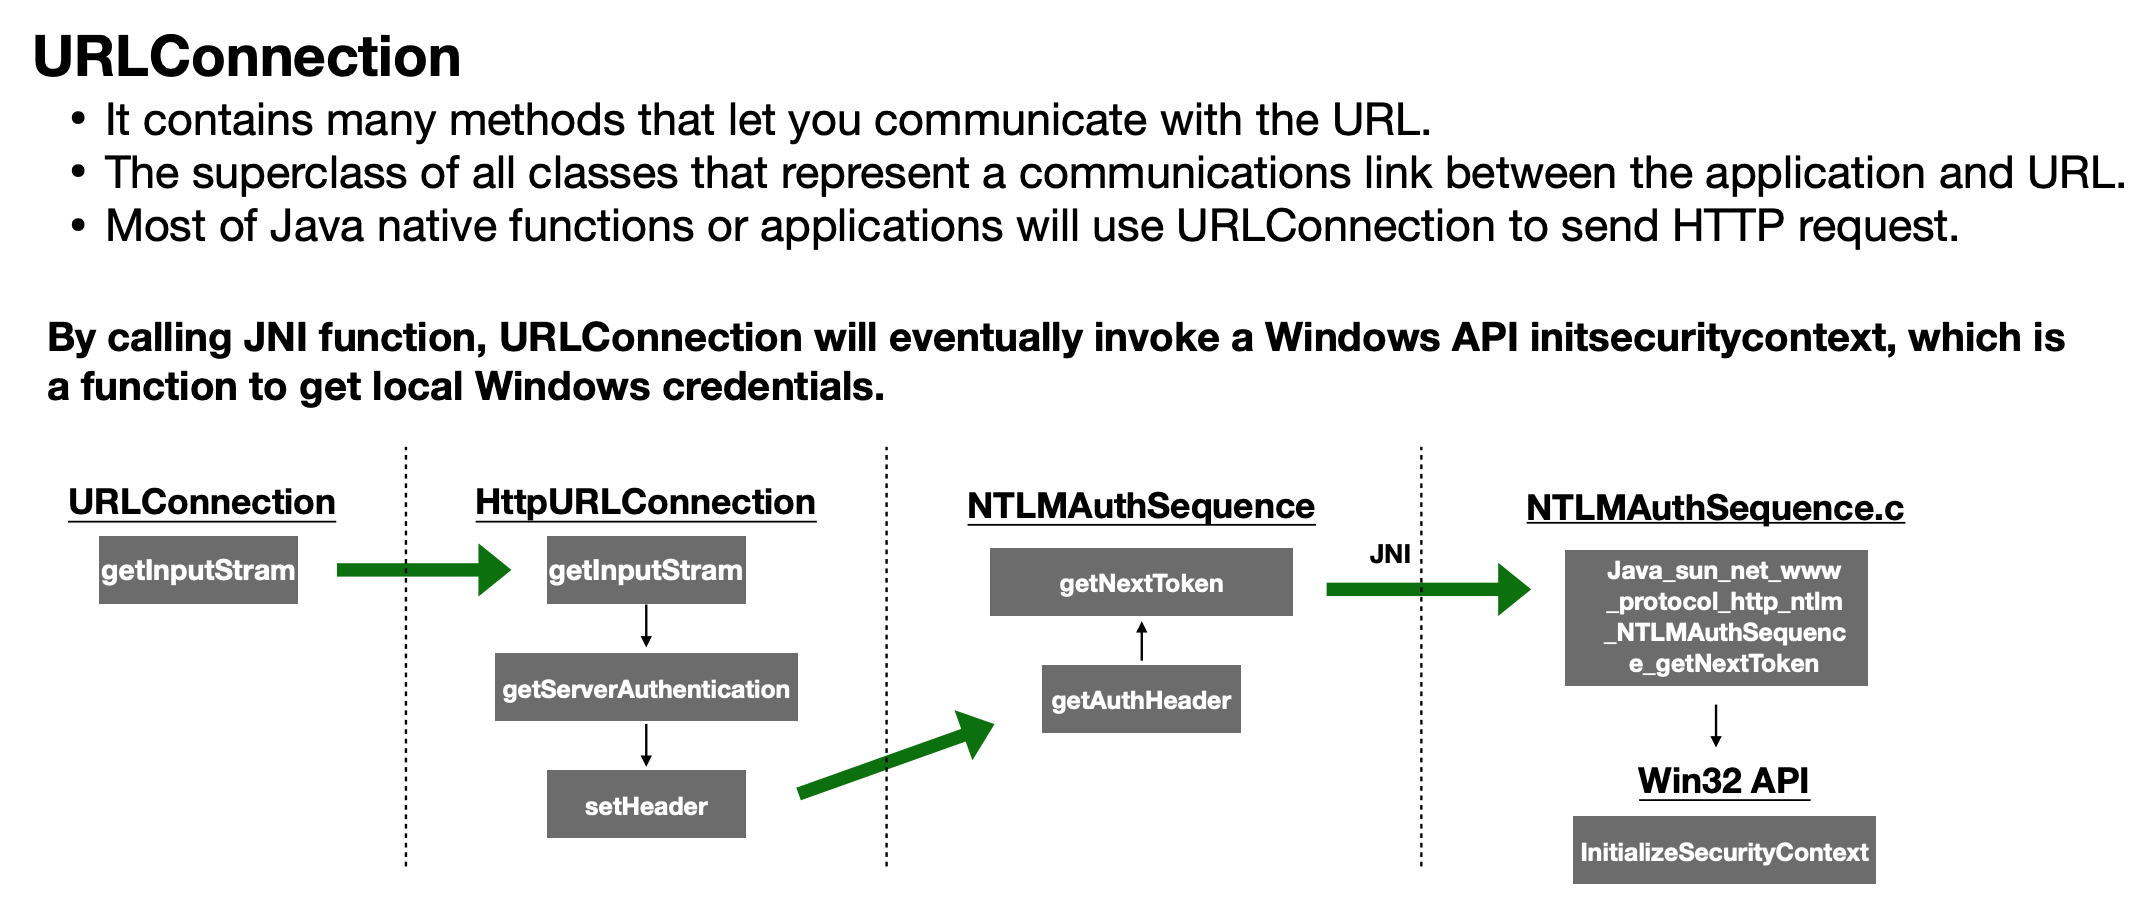 URLConnection
• It contains many methods that let you communicate with the URL.
• The superclass of all classes that represent a communications link between the application and URL.
• Most of Java native functions or applications will use URLConnection to send HTTP request.
By calling JNI function, URLConnection will eventually invoke a Windows API initsecuritycontext, which is
a function to get local Windows credentials.
URLConnection
getInputStram
HttpURLConnection
getInputStram
getServerAuthentication
setHeader
NTLMAuthSequence
getNextToken
getAuthHeader
JNI
NTLMAuthSequence.c
Java_sun_net_www
_protocol_http_ntlm
_NTLMAuthSequenc
e_getNextToken
Win32 API
InitializeSecurityContext